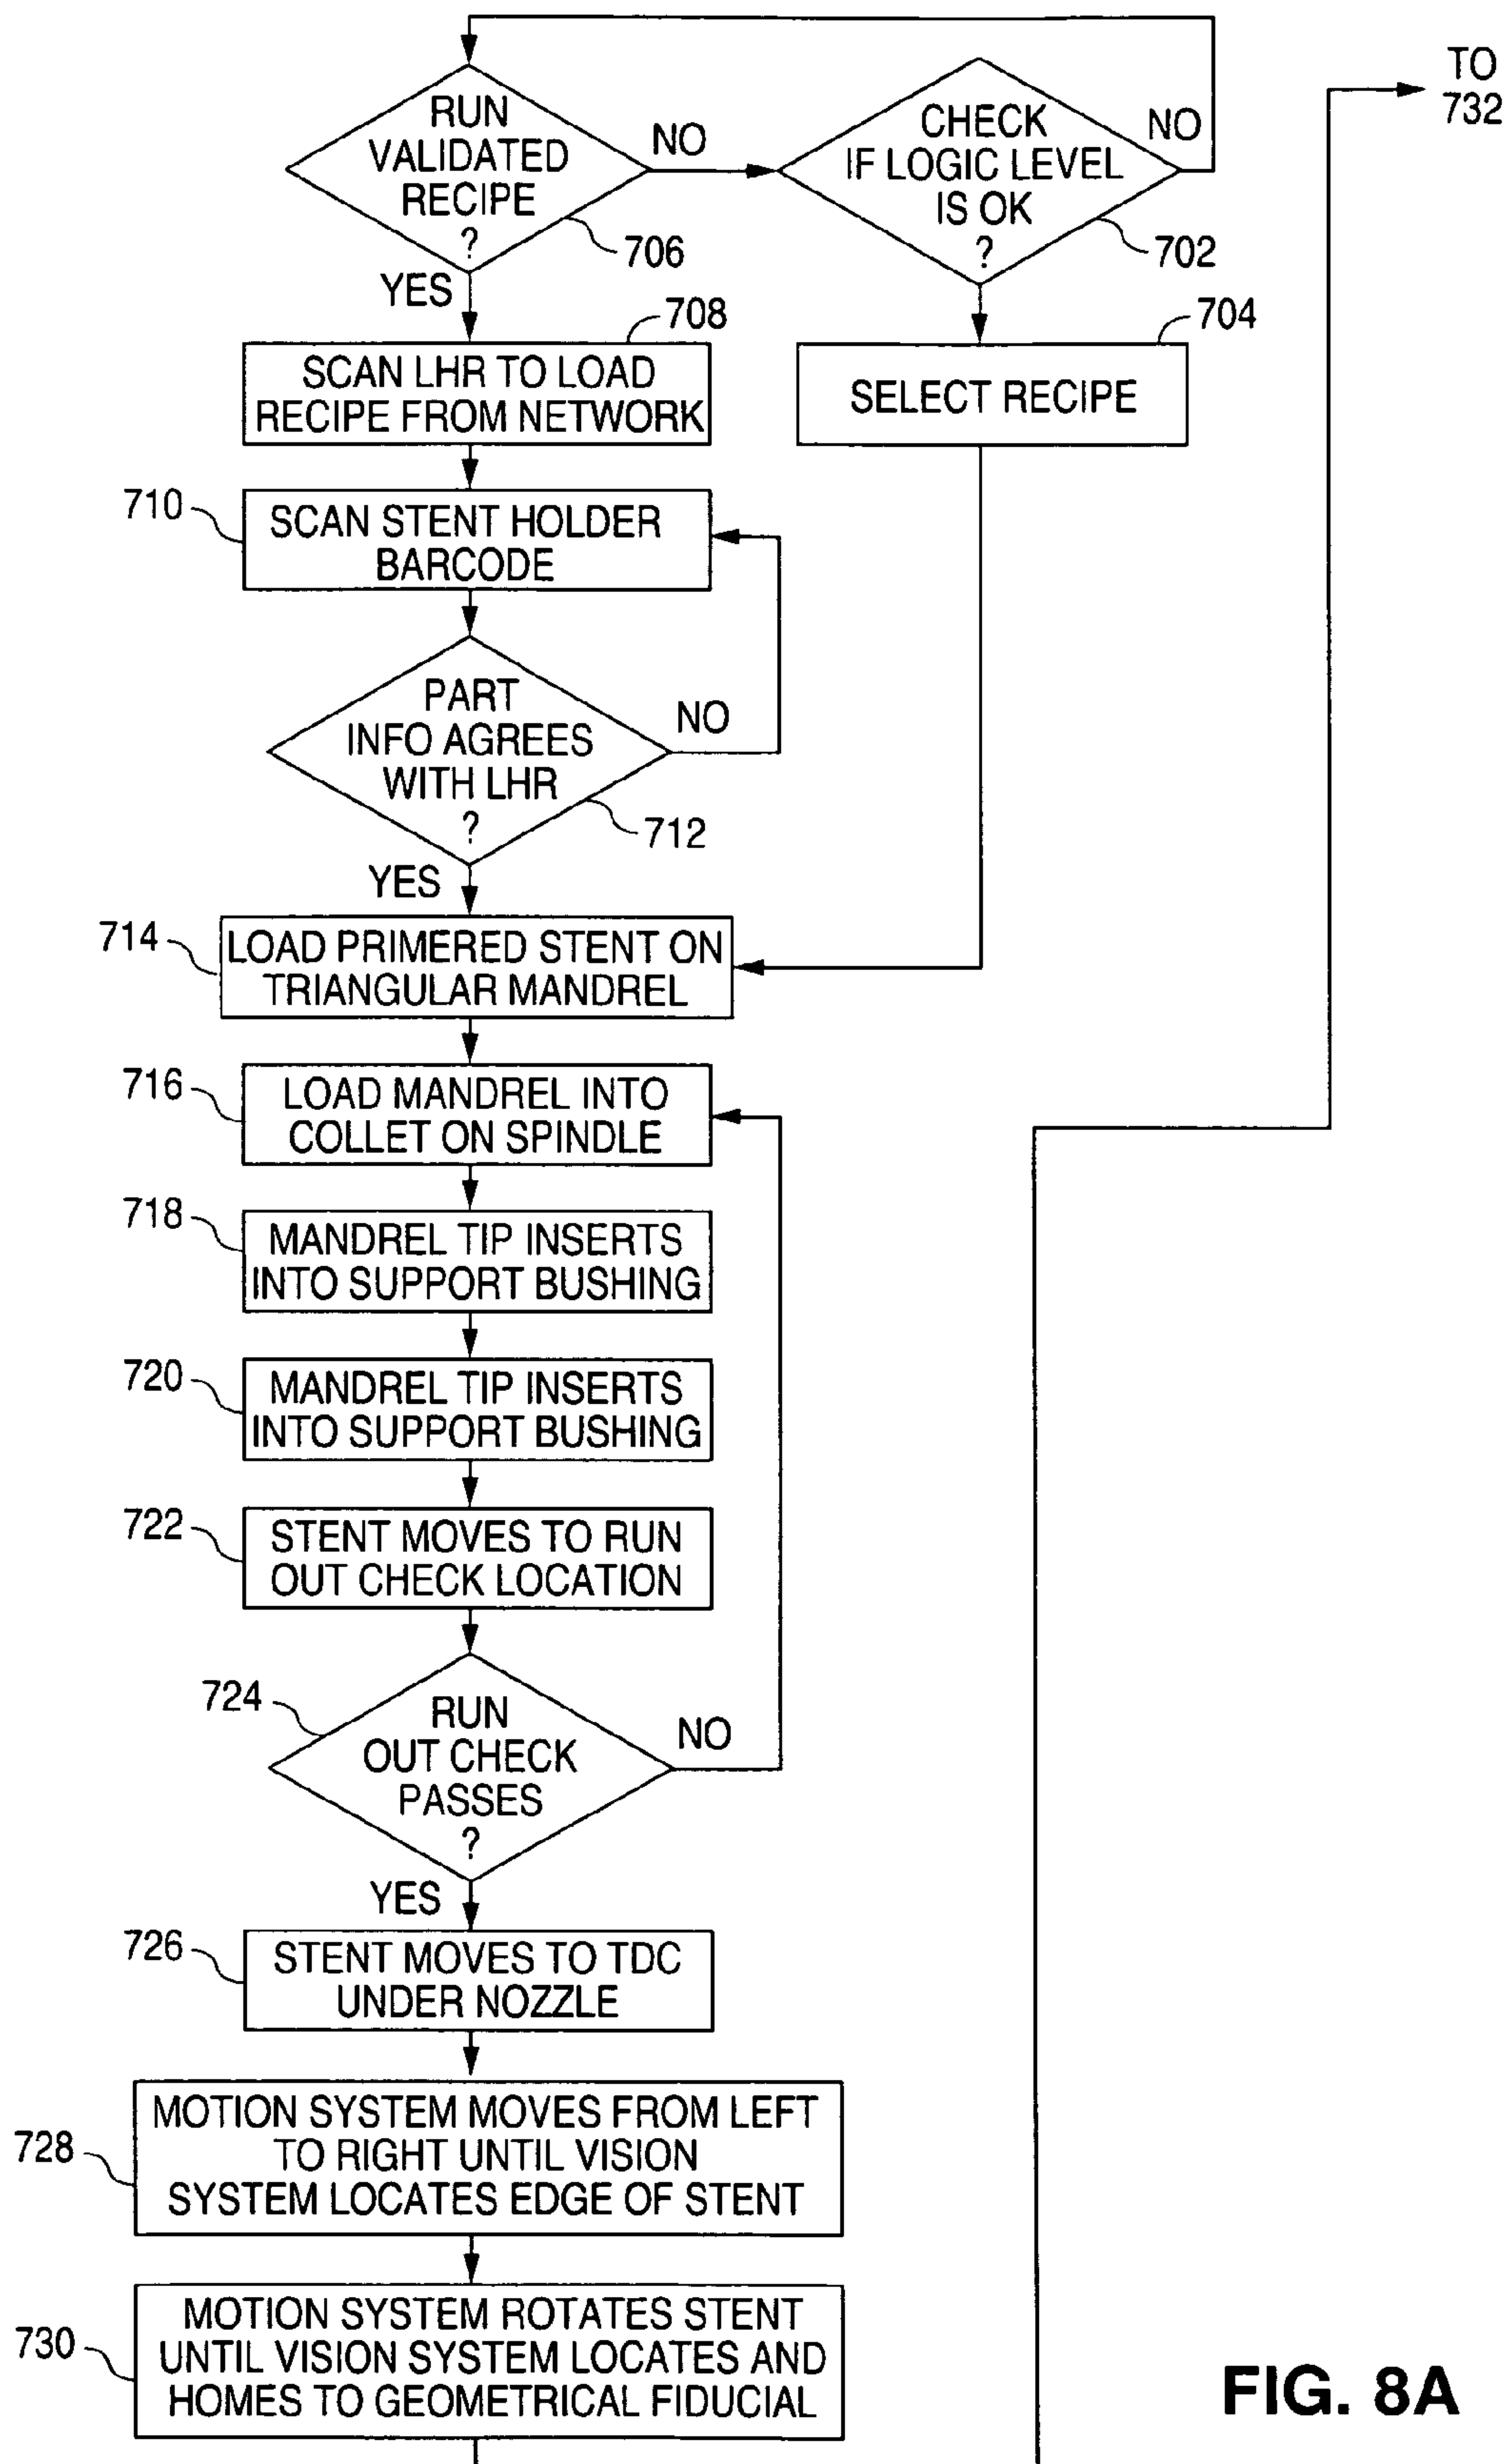 RUN
VALIDATED
RECIPE
?
706
NO
YES
CHECK
IF LOGIC LEVEL
IS OK
?
702
NO
TO
732
708
SCAN LHR TO LOAD
RECIPE FROM NETWORK
704
SELECT RECIPE
710
SCAN STENT HOLDER
BARCODE
PART
INFO AGREES
WITH LHR
?
712
NO
YES
714
LOAD PRIMERED STENT ON
TRIANGULAR MANDREL
716
LOAD MANDREL INTO
COLLET ON SPINDLE
718
MANDREL TIP INSERTS
INTO SUPPORT BUSHING
720
MANDREL TIP INSERTS
INTO SUPPORT BUSHING
722
STENT MOVES TO RUN
OUT CHECK LOCATION
724
RUN
OUT CHECK
PASSES
?
NO
YES
726
STENT MOVES TO TDC
UNDER NOZZLE
728
MOTION SYSTEM MOVES FROM LEFT
TO RIGHT UNTIL VISION
SYSTEM LOCATES EDGE OF STENT
730
MOTION SYSTEM ROTATES STENT
UNTIL VISION SYSTEM LOCATES AND
HOMES TO GEOMETRICAL FIDUCIAL
FIG. 8A